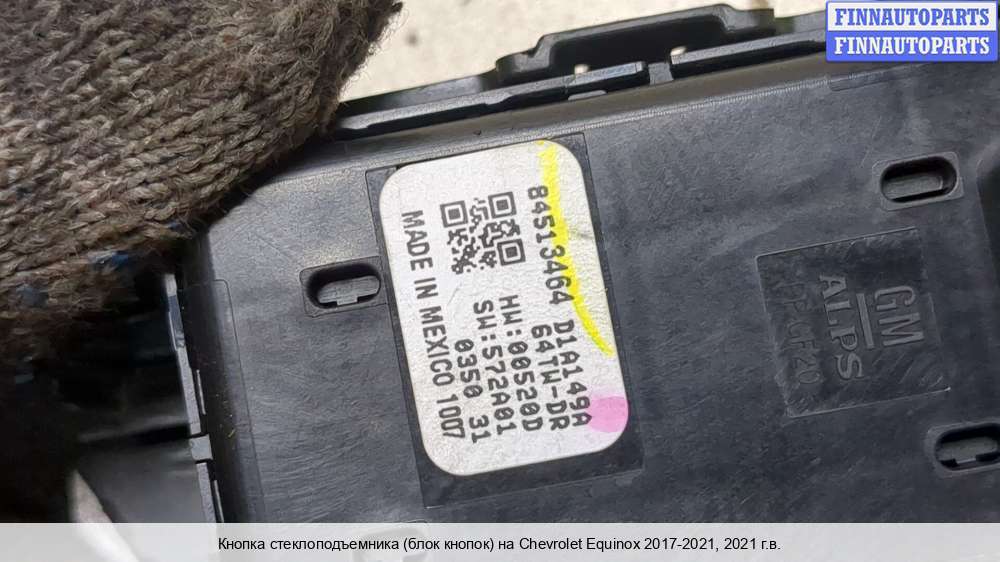 FINNAUTOPARTS
FINNAUTOPARTS
84513464 D1A149A
64TW-DR
HW:00520D
SW:572A01
0350 31
MADE IN MEXICO 1007
GM
ALPS
Кнопка стеклоподъемника (блок кнопок) на Chevrolet Equinox 2017-2021, 2021 г.в.